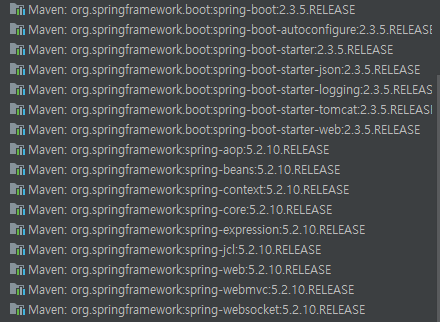 Maven: org.springframework.boot:spring-boot:2.3.5.RELEASE
Maven: org.springframework.boot:spring-boot-autoconfigure:2.3.5.RELEASE
Maven: org.springframework.boot:spring-boot-starter:2.3.5.RELEASE
Maven: org.springframework.boot:spring-boot-starter-json:2.3.5.RELEASE
Maven: org.springframework.boot:spring-boot-starter-logging:2.3.5.RELEASE
Maven: org.springframework.boot:spring-boot-starter-tomcat:2.3.5.RELEASE
Maven: org.springframework.boot:spring-boot-starter-web:2.3.5.RELEASE
Maven: org.springframework:spring-aop:5.2.10.RELEASE
Maven: org.springframework:spring-beans:5.2.10.RELEASE
Maven: org.springframework:spring-context:5.2.10.RELEASE
Maven: org.springframework:spring-core:5.2.10.RELEASE
Maven: org.springframework:spring-expression:5.2.10.RELEASE
Maven: org.springframework:spring-jcl:5.2.10.RELEASE
Maven: org.springframework:spring-web:5.2.10.RELEASE
Maven: org.springframework:spring-webmvc:5.2.10.RELEASE
Maven: org.springframework:spring-websocket:5.2.10.RELEASE